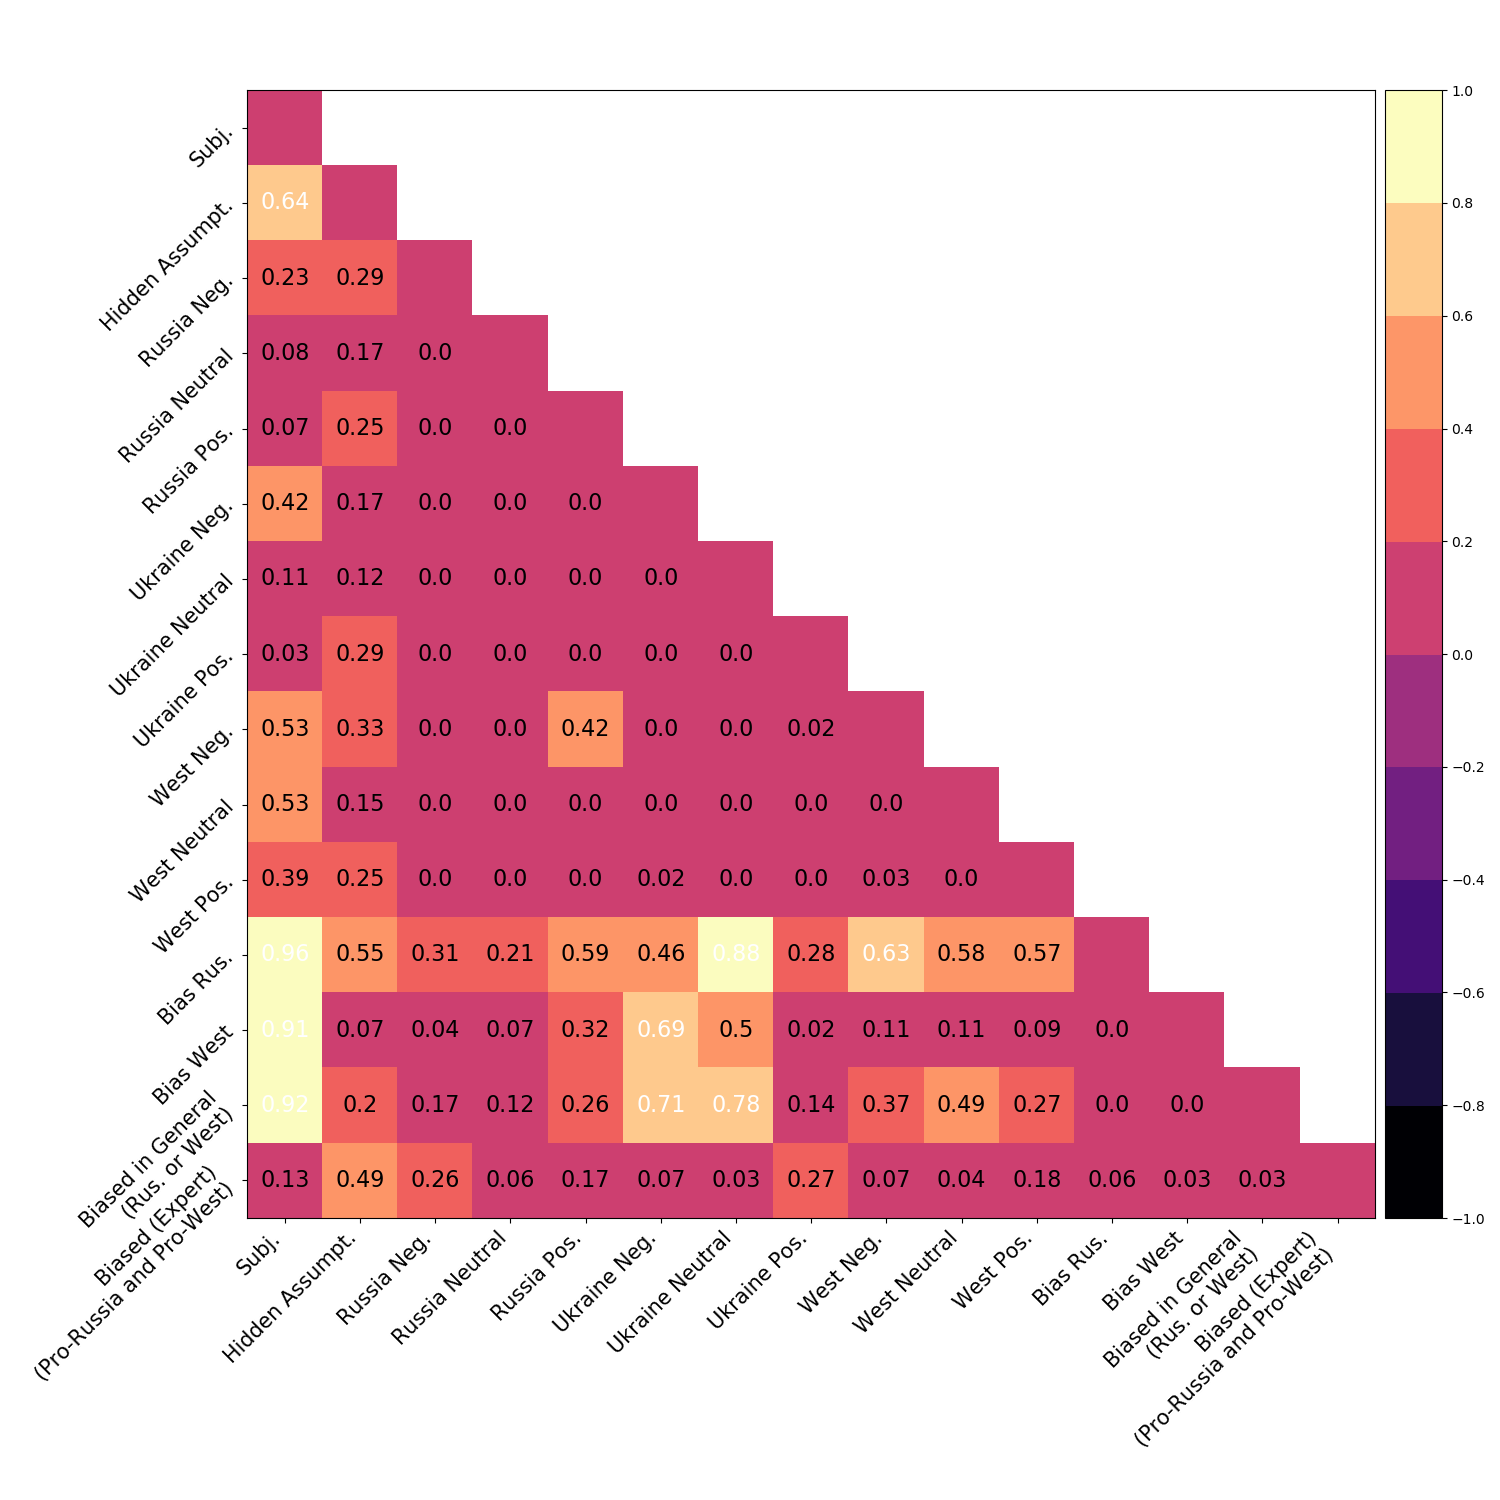 1.0
0.8
0.6
0.4
0.2
0.0
−0.2
−0.4
−0.6
−0.8
−1.0
Subj.
Hidden Assumpt. 0.64
Russia Neg. 0.23 0.29
Russia Neutral 0.08 0.17 0.0
Russia Pos. 0.07 0.25 0.0 0.0
Ukraine Neg. 0.42 0.17 0.0 0.0 0.0
Ukraine Neutral 0.11 0.12 0.0 0.0 0.0 0.0
Ukraine Pos. 0.03 0.29 0.0 0.0 0.0 0.0 0.0
West Neg. 0.53 0.33 0.0 0.0 0.42 0.0 0.0 0.02
West Neutral 0.53 0.15 0.0 0.0 0.0 0.0 0.0 0.0 0.0
West Pos. 0.39 0.25 0.0 0.0 0.0 0.02 0.0 0.0 0.03 0.0
Bias Rus. 0.96 0.55 0.31 0.21 0.59 0.46 0.88 0.28 0.63 0.58 0.57
Bias West 0.91 0.07 0.04 0.07 0.32 0.69 0.5 0.02 0.11 0.11 0.09 0.0
Biased in General
(Rus. or West) 0.92 0.2 0.17 0.12 0.26 0.71 0.78 0.14 0.37 0.49 0.27 0.0 0.0
Biased (Expert)
(Pro-Russia and Pro-West) 0.13 0.49 0.26 0.06 0.17 0.07 0.03 0.27 0.07 0.04 0.18 0.06 0.03 0.03
Subj.
Hidden Assumpt.
Russia Neg.
Russia Neutral
Russia Pos.
Ukraine Neg.
Ukraine Neutral
Ukraine Pos.
West Neg.
West Neutral
West Pos.
Bias Rus.
Bias West
Biased in General
(Rus. or West)
Biased (Expert)
(Pro-Russia and Pro-West)